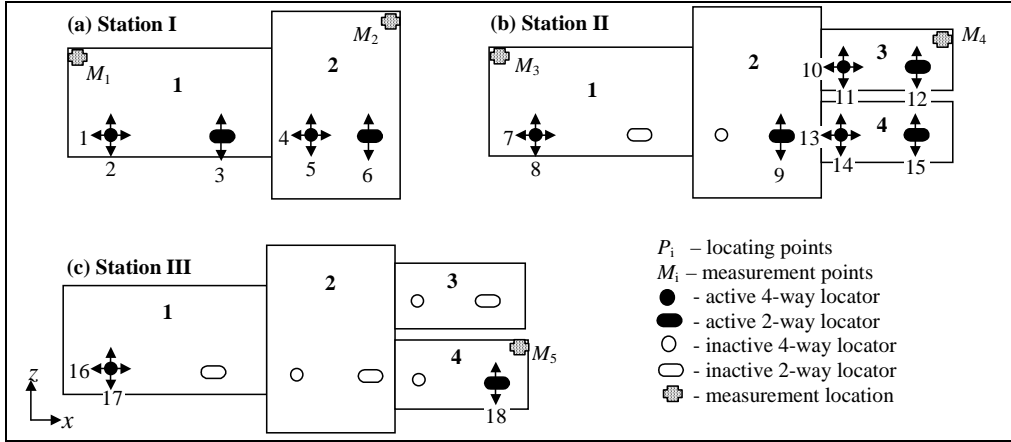 (a) Station I
M1
M2
1
2
1
2
3
4
5
6
(b) Station II
M3
M4
1
2
3
4
7
8
9
10
11
12
13
14
15
(c) Station III
1
2
3
4
M5
16
17
18
z
x
Pi – locating points
Mi – measurement points
- active 4-way locator
- active 2-way locator
- inactive 4-way locator
- inactive 2-way locator
- measurement location